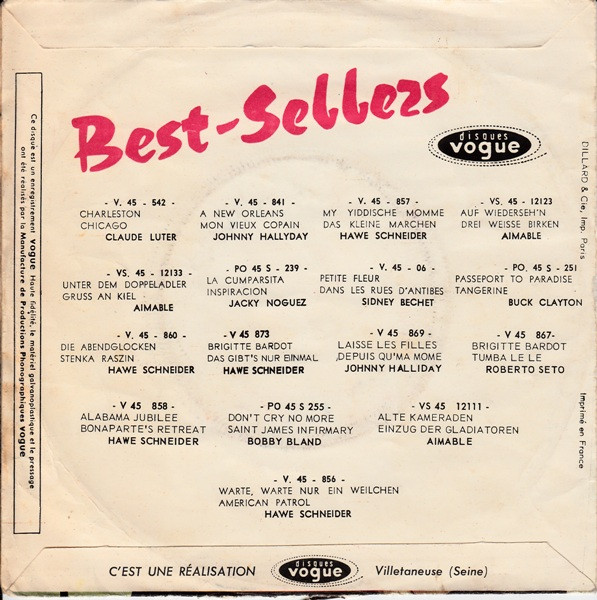 Best-Sellers
disques
vogue
- V. 45 - 542 -
CHARLESTON
CHICAGO
CLAUDE LUTER
- V. 45 - 841 -
A NEW ORLEANS
MON VIEUX COPAIN
JOHNNY HALLYDAY
- V. 45 - 857 -
MY YIDDISCHE MOMME
DAS KLEINE MARCHEN
HAWE SCHNEIDER
- VS. 45 - 12123
AUF WIEDERSEH'N
DREI WEISSE BIRKEN
AIMABLE
- VS. 45 - 12133 -
UNTER DEM DOPPELADLER
GRUSS AN KIEL -
AIMABLE
- PO 45 S - 239 -
LA CUMPARSITA
INSPIRACION
JACKY NOGUEZ
- V. 45 - 06 -
PETITE FLEUR
DANS LES RUES D'ANTIBES
SIDNEY BECHET
- PO. 45 S - 251
PASSEPORT TO PARADISE
TANGERINE
BUCK CLAYTON
- V. 45 - 860 -
DIE ABENDGLOCKEN
STENKA RASZIN
HAWE SCHNEIDER
- V 45 873
BRIGITTE BARDOT
DAS GIBT'S NUR EINMAL
HAWE SCHNEIDER
- V 45 869 -
LAISSE LES FILLES
DEPUIS QU'MA MOME
JOHNNY HALLIDAY
- V 45 867-
BRIGITTE BARDOT
TUMBA LE LE
ROBERTO SETO
- V 45 858 -
ALABAMA JUBILEE
BONAPARTE'S RETREAT
HAWE SCHNEIDER
- PO 45 S 255 -
DON'T CRY NO MORE
SAINT JAMES INFIRMARY
BOBBY BLAND
- VS 45 12111 -
ALTE KAMERADEN
EINZUG DER GLADIATOREN
AIMABLE
- V. 45 - 856 -
WARTE, WARTE NUR EIN WEILCHEN
AMERICAN PATROL
HAWE SCHNEIDER
Ce disque est un enregistrement vogue Haute fidélité, le matériel galvanoplastique et le pressage
ont été réalisés par la Manufacture de Productions Phonographiques vogue
DILLARD & Cie, Imp. Paris
Imprimé en France
C'EST UNE RÉALISATION
disques
vogue
Villetaneuse (Seine)